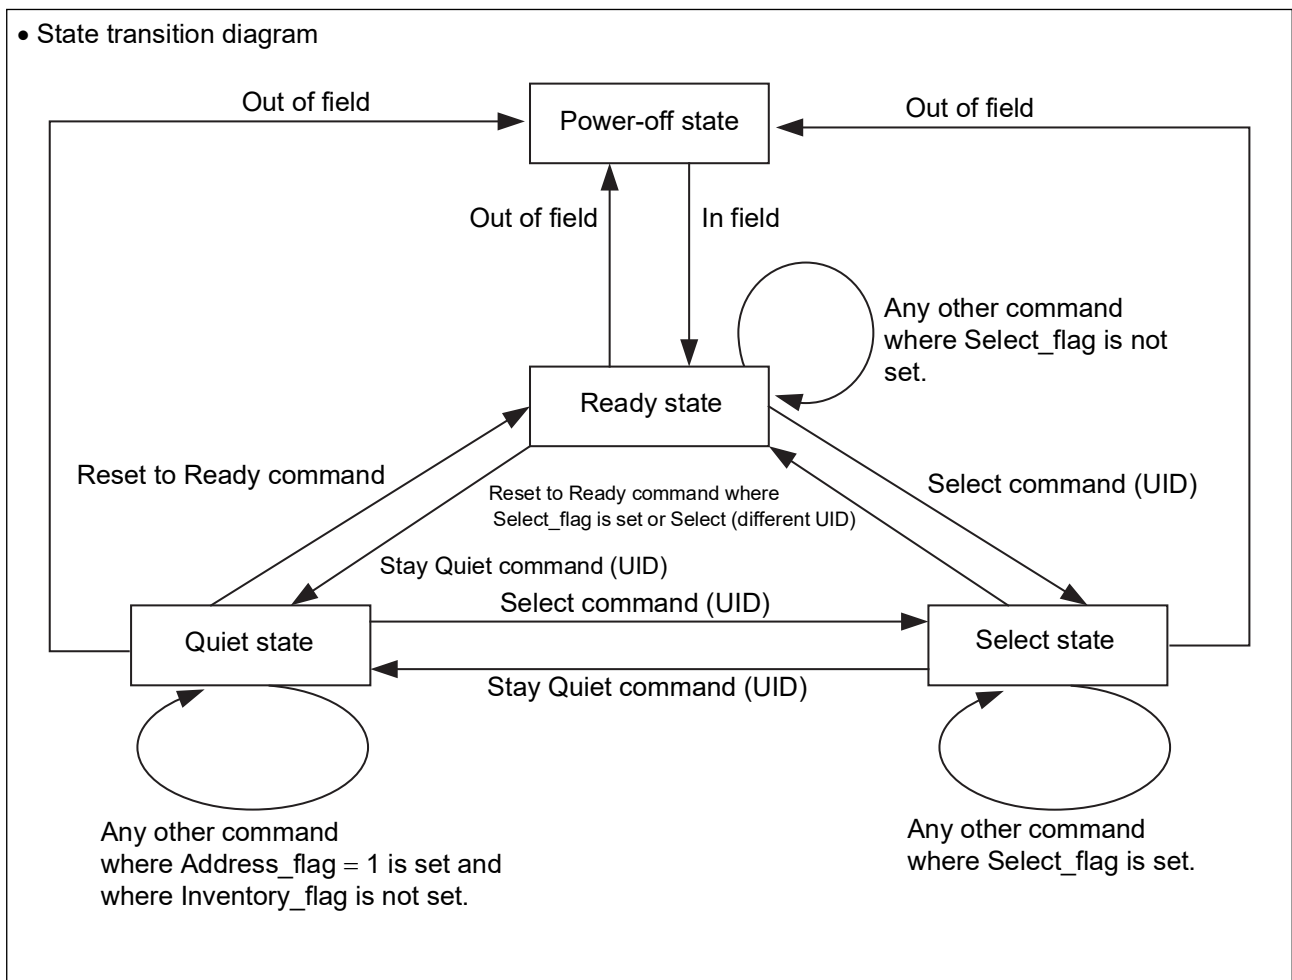 • State transition diagram
Out of field
Power-off state
Out of field
Out of field
In field
Any other command
where Select_flag is not
set.
Ready state
Reset to Ready command
Select command (UID)
Reset to Ready command where
Select_flag is set or Select (different UID)
Stay Quiet command (UID)
Select command (UID)
Quiet state
Select state
Stay Quiet command (UID)
Any other command
where Address_flag = 1 is set and
where Inventory_flag is not set.
Any other command
where Select_flag is set.